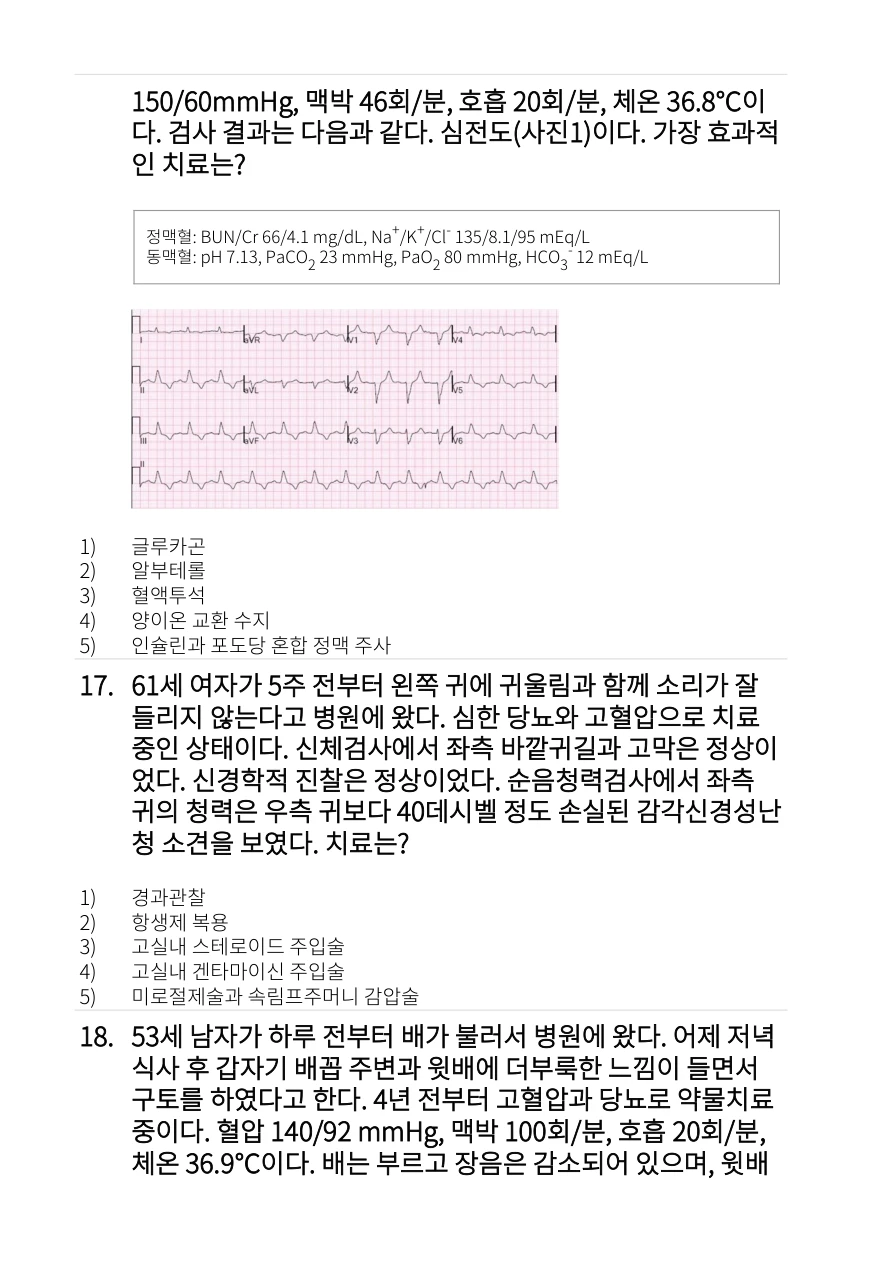 150/60mmHg, 맥박 46회/분, 호흡 20회/분, 체온 36.8°C이
다. 검사 결과는 다음과 같다. 심전도(사진1)이다. 가장 효과적
인 치료는?
정맥혈: BUN/Cr 66/4.1 mg/dL, Na+/K+/Cl- 135/8.1/95 mEq/L
동맥혈: pH 7.13, PaCO2 23 mmHg, PaO2 80 mmHg, HCO3- 12 mEq/L
I aVR V1 V4
II aVL V2 V5
III aVF V3 V6
II
1) 글루카곤
2) 알부테롤
3) 혈액투석
4) 양이온 교환 수지
5) 인슐린과 포도당 혼합 정맥 주사
17. 61세 여자가 5주 전부터 왼쪽 귀에 귀울림과 함께 소리가 잘
들리지 않는다고 병원에 왔다. 심한 당뇨와 고혈압으로 치료
중인 상태이다. 신체검사에서 좌측 바깥귀길과 고막은 정상이
었다. 신경학적 진찰은 정상이었다. 순음청력검사에서 좌측
귀의 청력은 우측 귀보다 40데시벨 정도 손실된 감각신경성난
청 소견을 보였다. 치료는?
1) 경과관찰
2) 항생제 복용
3) 고실내 스테로이드 주입술
4) 고실내 겐타마이신 주입술
5) 미로절제술과 속림프주머니 감압술
18. 53세 남자가 하루 전부터 배가 불러서 병원에 왔다. 어제 저녁
식사 후 갑자기 배꼽 주변과 윗배에 더부룩한 느낌이 들면서
구토를 하였다고 한다. 4년 전부터 고혈압과 당뇨로 약물치료
중이다. 혈압 140/92 mmHg, 맥박 100회/분, 호흡 20회/분,
체온 36.9°C이다. 배는 부르고 장음은 감소되어 있으며, 윗배